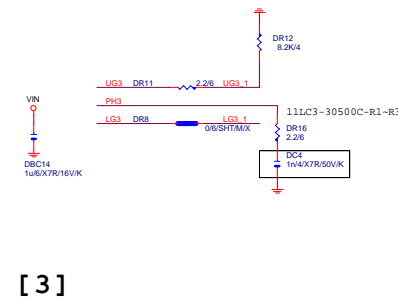 DR12
8.2K/4
UG3 DR11 2.2/6 UG3_1
VIN
PH3
11LC3-30500C-R1~R3
LG3 DR8 LG3_1
0/6/SHT/M/X
DR16
2.2/6
DBC14
1u/6/X7R/16V/K
DC4
1n/4/X7R/50V/K
[3]